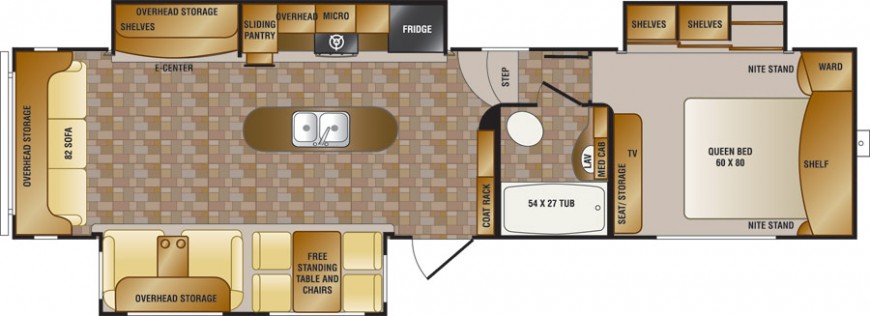 OVERHEAD STORAGE
SHELVES
E-CENTER
SLIDING
PANTRY
OVERHEAD
MICRO
FRIDGE
STEP
SHELVES
SHELVES
NITE STAND
WARD
OVERHEAD STORAGE
82 SOFA
COAT RACK
54 X 27 TUB
LAV
MED CAB
SEAT/ STORAGE
TV
QUEEN BED
60 X 80
SHELF
NITE STAND
OVERHEAD STORAGE
FREE
STANDING
TABLE AND
CHAIRS